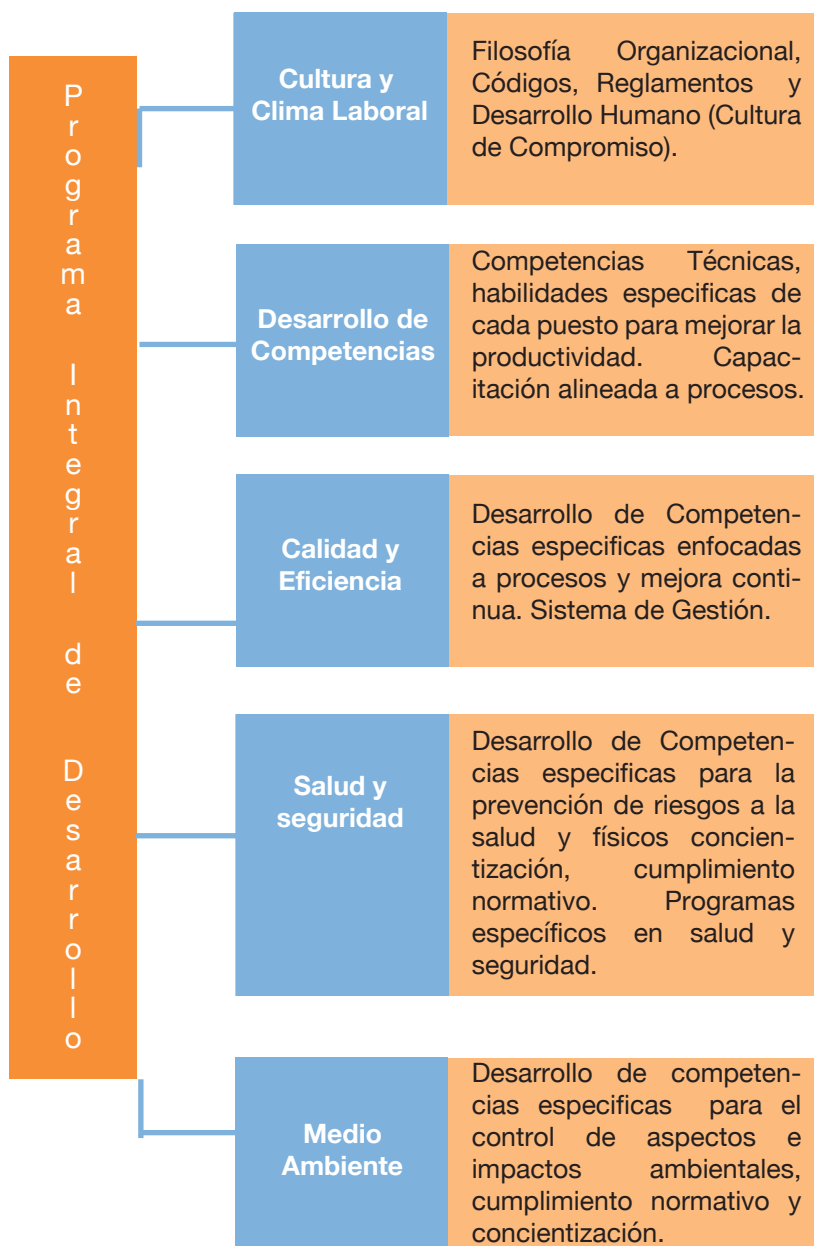 Programa Integral de Desarrollo
Cultura y
Clima Laboral
Filosofía Organizacional,
Códigos, Reglamentos y
Desarrollo Humano (Cultura
de Compromiso).
Desarrollo de
Competencias
Competencias Técnicas,
habilidades especificas de
cada puesto para mejorar la
productividad. Capac-
itación alineada a procesos.
Calidad y
Eficiencia
Desarrollo de Competen-
cias especificas enfocadas
a procesos y mejora conti-
nua. Sistema de Gestión.
Salud y
seguridad
Desarrollo de Competen-
cias especificas para la
prevención de riesgos a la
salud y físicos concien-
tización, cumplimiento
normativo. Programas
específicos en salud y
seguridad.
Medio
Ambiente
Desarrollo de competen-
cias especificas para el
control de aspectos e
impactos ambientales,
cumplimiento normativo y
concientización.